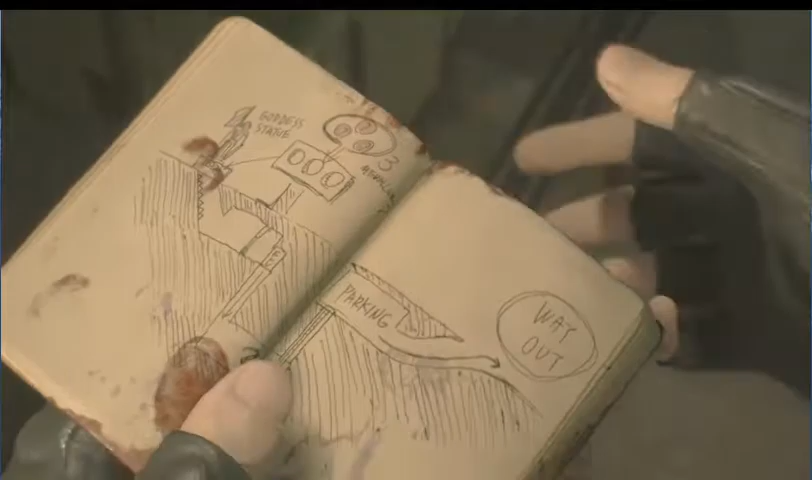 GODDESS
STATUE
3
PARKING
WAY
OUT